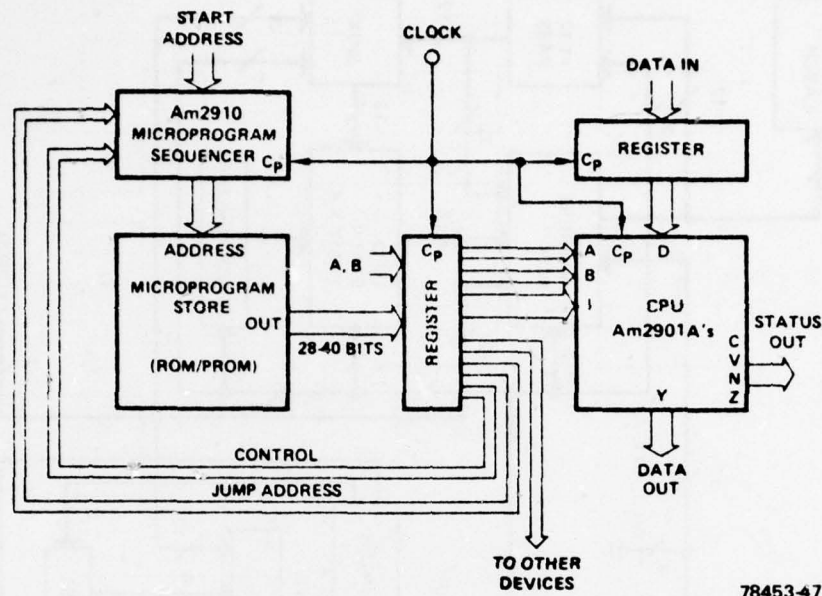 START
ADDRESS
CLOCK
DATA IN
Am2910
MICROPROGRAM
SEQUENCER
CP
CP
REGISTER
ADDRESS
MICROPROGRAM
STORE
OUT
(ROM/PROM)
28-40 BITS
A, B
CP
REGISTER
A
B
I
CP
D
CPU
Am2901A's
C
V
N
Z
Y
STATUS
OUT
DATA
OUT
CONTROL
JUMP ADDRESS
TO OTHER
DEVICES
78453-47